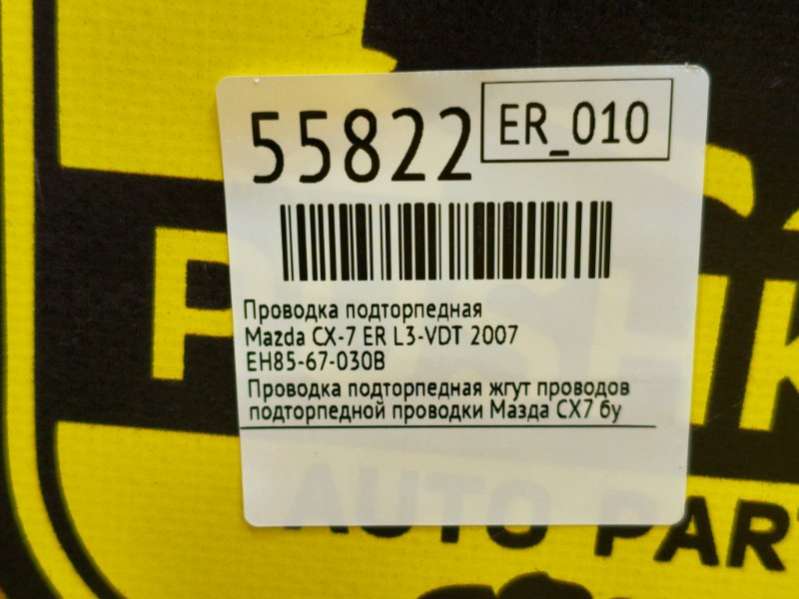 55822
ER_010
Проводка подторпедная
Mazda CX-7 ER L3-VDT 2007
EH85-67-030B
Проводка подторпедная жгут проводов
подторпедной проводки Мазда СХ7 бу
AUTO PART